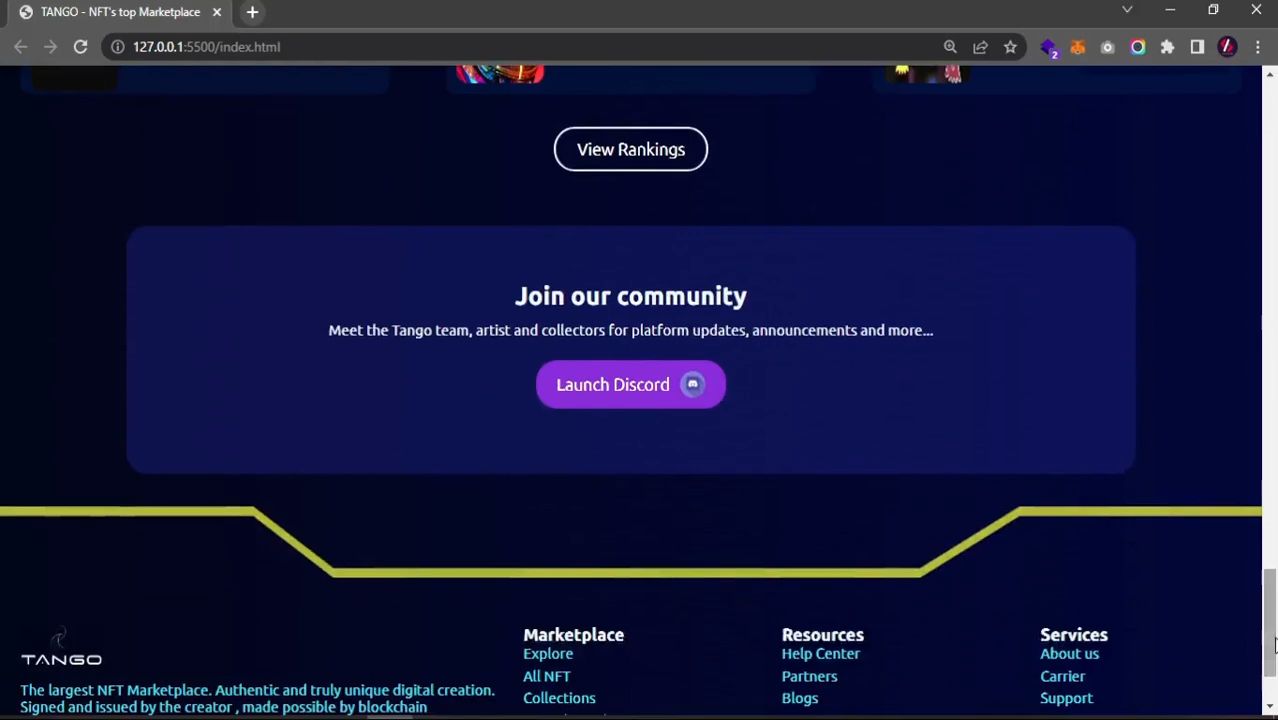 TANGO - NFT's top Marketplace
127.0.0.1:5500/index.html
2
View Rankings
Join our community
Meet the Tango team, artist and collectors for platform updates, announcements and more...
Launch Discord
TANGO
The largest NFT Marketplace. Authentic and truly unique digital creation.
Signed and issued by the creator , made possible by blockchain
Marketplace
Explore
All NFT
Collections
Resources
Help Center
Partners
Blogs
Services
About us
Carrier
Support